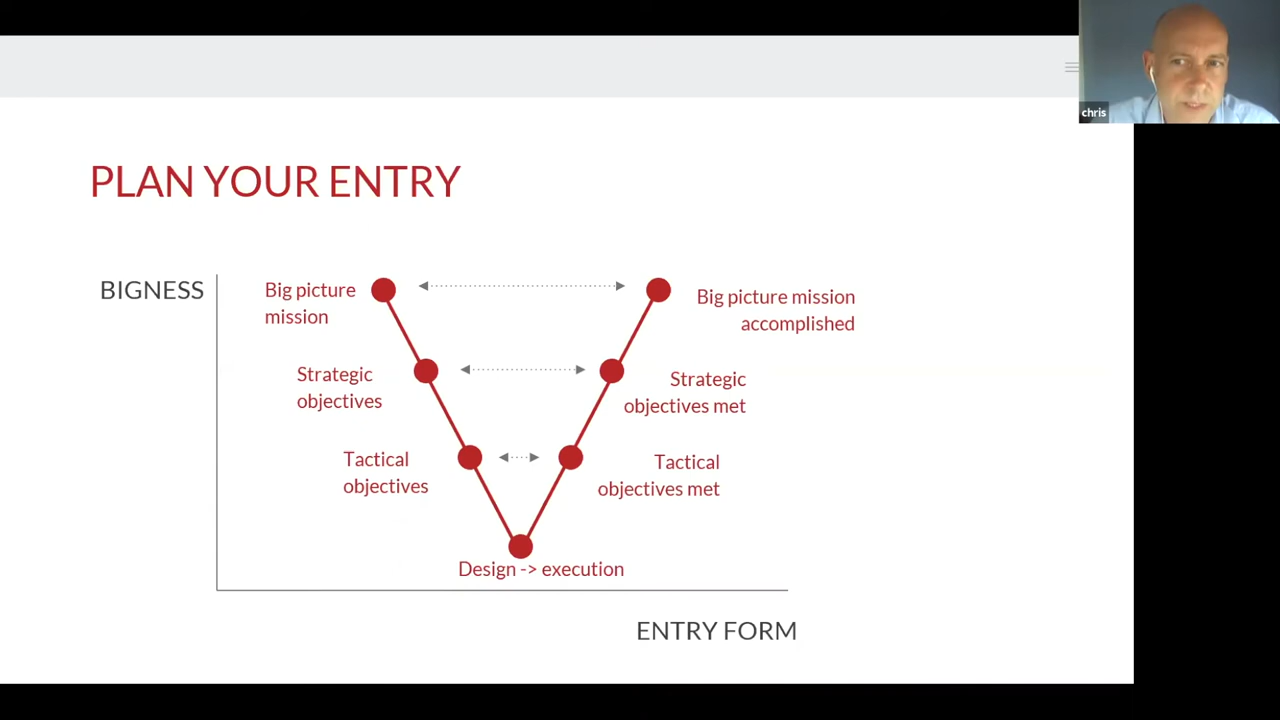 chris
PLAN YOUR ENTRY
BIGNESS
Big picture
mission
Big picture mission
accomplished
Strategic
objectives
Strategic
objectives met
Tactical
objectives
Tactical
objectives met
Design -> execution
ENTRY FORM